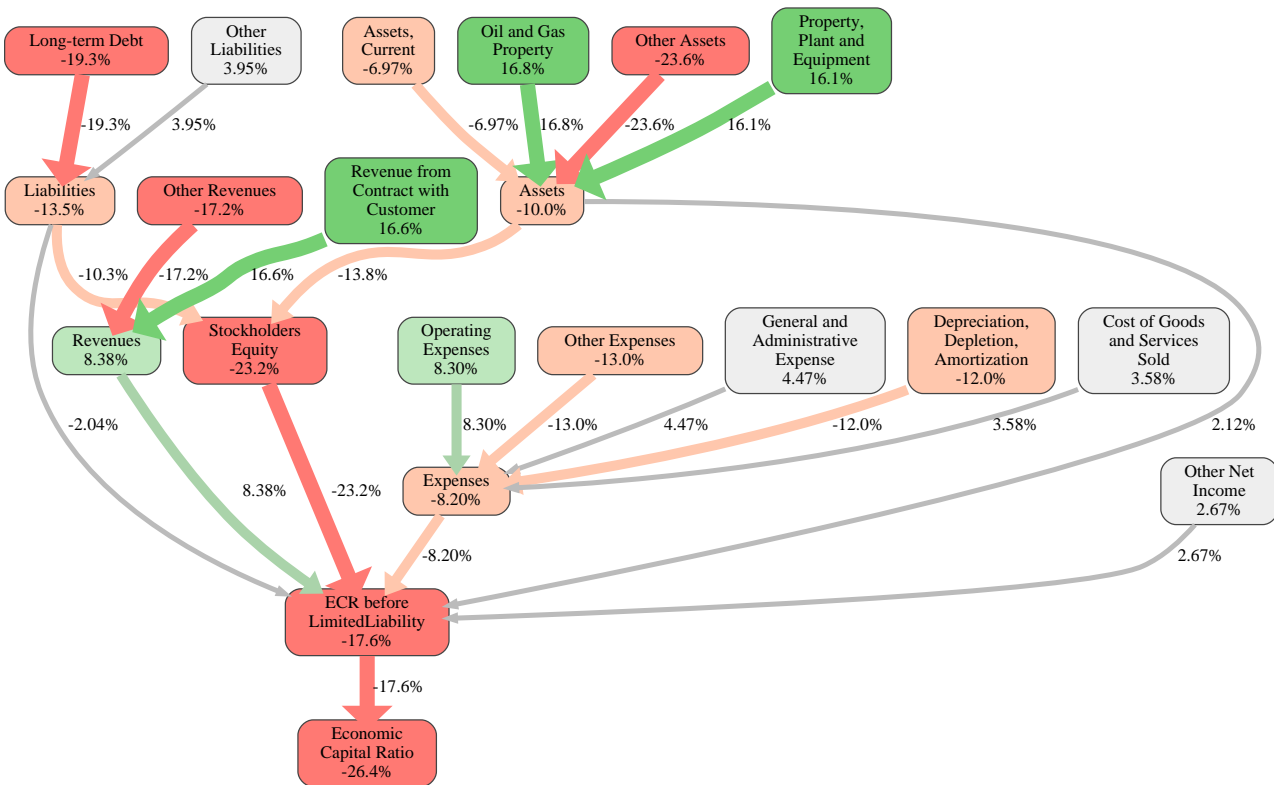 Long-term Debt
-19.3%
Other
Liabilities
3.95%
Assets,
Current
-6.97%
Oil and Gas
Property
16.8%
Other Assets
-23.6%
Property,
Plant and
Equipment
16.1%
-19.3%
3.95%
-6.97%
16.8%
-23.6%
16.1%
Liabilities
-13.5%
Other Revenues
-17.2%
Revenue from
Contract with
Customer
16.6%
Assets
-10.0%
-10.3%
-17.2%
16.6%
-13.8%
Revenues
8.38%
Stockholders
Equity
-23.2%
Operating
Expenses
8.30%
Other Expenses
-13.0%
General and
Administrative
Expense
4.47%
Depreciation,
Depletion,
Amortization
-12.0%
Cost of Goods
and Services
Sold
3.58%
-2.04%
8.30%
-13.0%
4.47%
-12.0%
3.58%
2.12%
8.38%
-23.2%
Expenses
-8.20%
Other Net
Income
2.67%
-8.20%
2.67%
ECR before
LimitedLiability
-17.6%
-17.6%
Economic
Capital Ratio
-26.4%